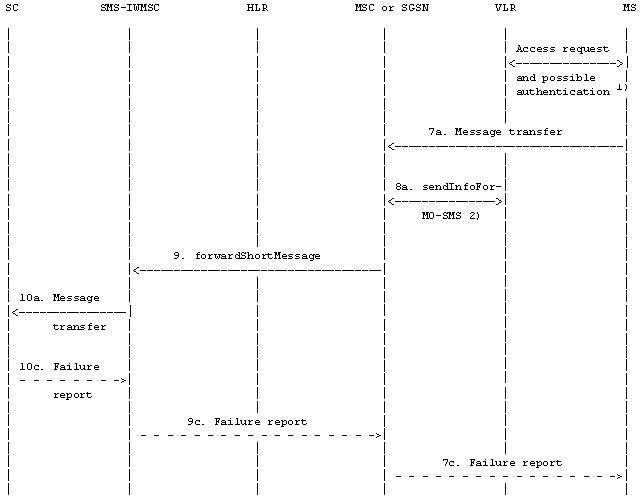 SC SMS-IWMSC HLR MSC or SGSN VLR MS
Access request
and possible
authentication 1)
7a. Message transfer
8a. sendInfoFor-
MO-SMS 2)
9. forwardShortMessage
10a. Message
transfer
10c. Failure
report
9c. Failure report
7c. Failure report